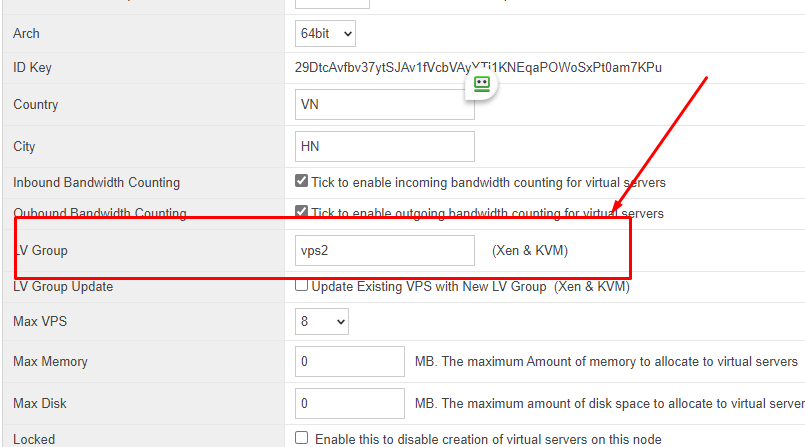 Arch 64bit
ID Key
Country VN
City HN
Inbound Bandwidth Counting Tick to enable incoming bandwidth counting for virtual servers
Oubound Bandwidth Counting Tick to enable outgoing bandwidth counting for virtual servers
LV Group vps2 (Xen & KVM)
LV Group Update Update Existing VPS with New LV Group (Xen & KVM)
Max VPS 8
Max Memory 0 MB. The maximum Amount of memory to allocate to virtual servers
Max Disk 0 MB. The maximum amount of disk space to allocate to virtual server
Locked Enable this to disable creation of virtual servers on this node